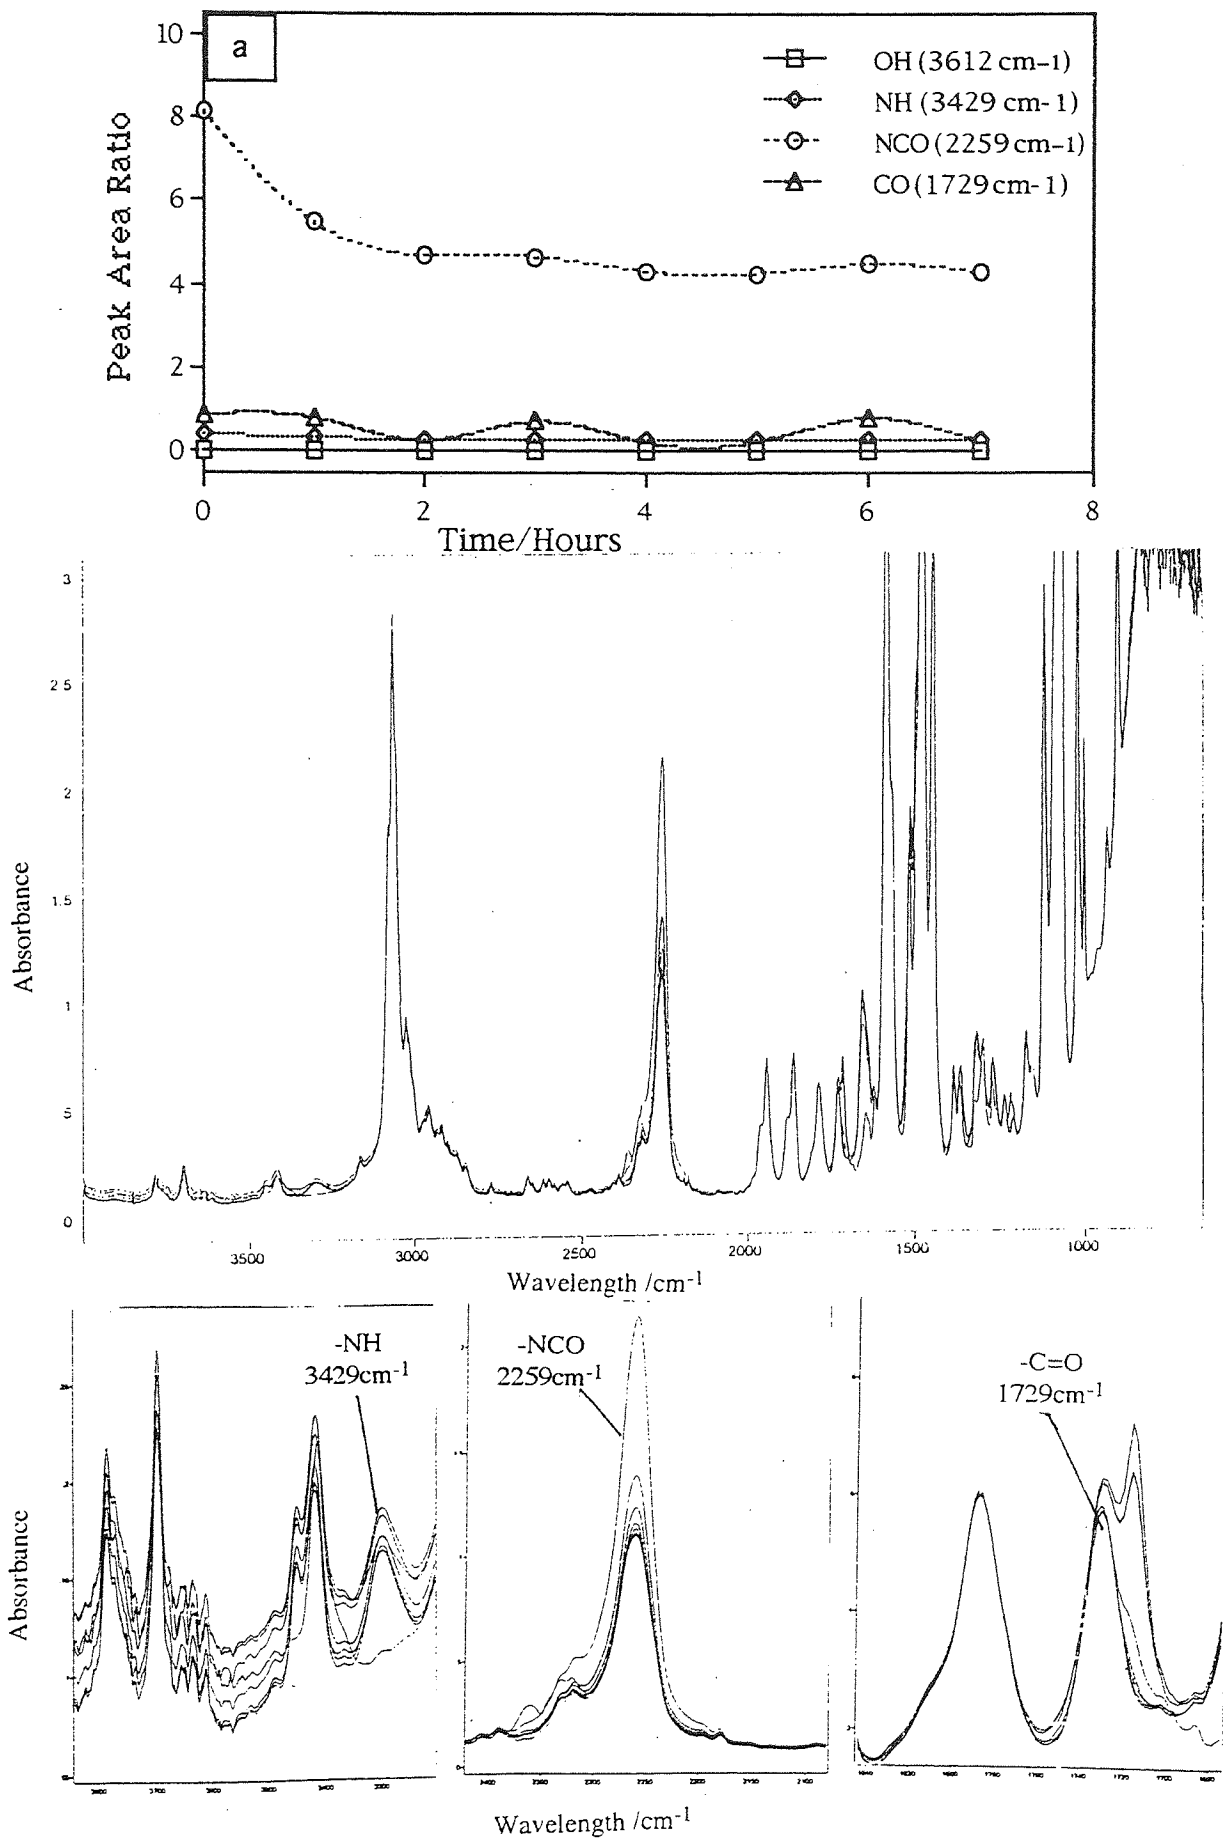 a
10
8
6
4
2
0
Peak Area Ratio
OH (3612 cm-1)
NH (3429 cm-1)
NCO (2259 cm-1)
CO (1729 cm-1)
0 2 4 6 8
Time/Hours
3
2 5
2
1.5
1
5
0
Absorbance
3500 3000 2500 2000 1500 1000
Wavelength /cm-1
-NH
3429cm-1
-NCO
2259cm-1
-C=O
1729cm-1
Absorbance
Wavelength /cm-1